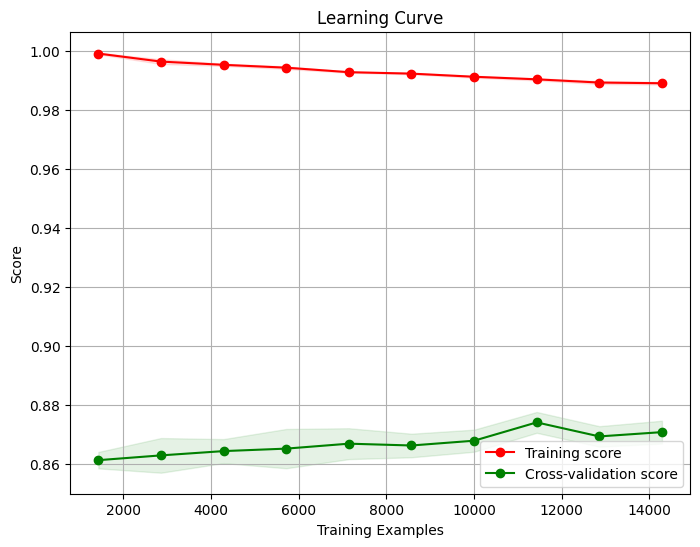 Learning Curve
1.00
0.98
0.96
0.94
0.92
0.90
0.88
0.86
Score
Training score
Cross-validation score
2000 4000 6000 8000 10000 12000 14000
Training Examples